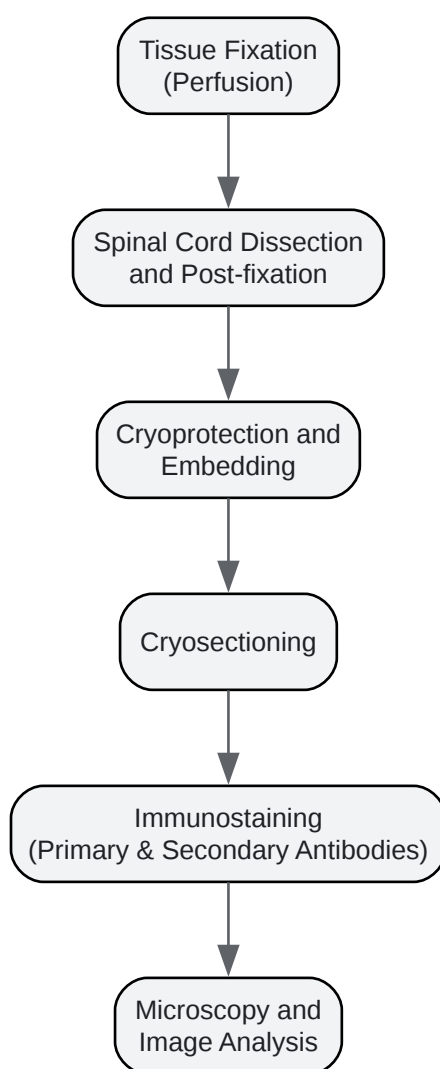 Tissue Fixation
(Perfusion)
Spinal Cord Dissection
and Post-fixation
Cryoprotection and
Embedding
Cryosectioning
Immunostaining
(Primary & Secondary Antibodies)
Microscopy and
Image Analysis